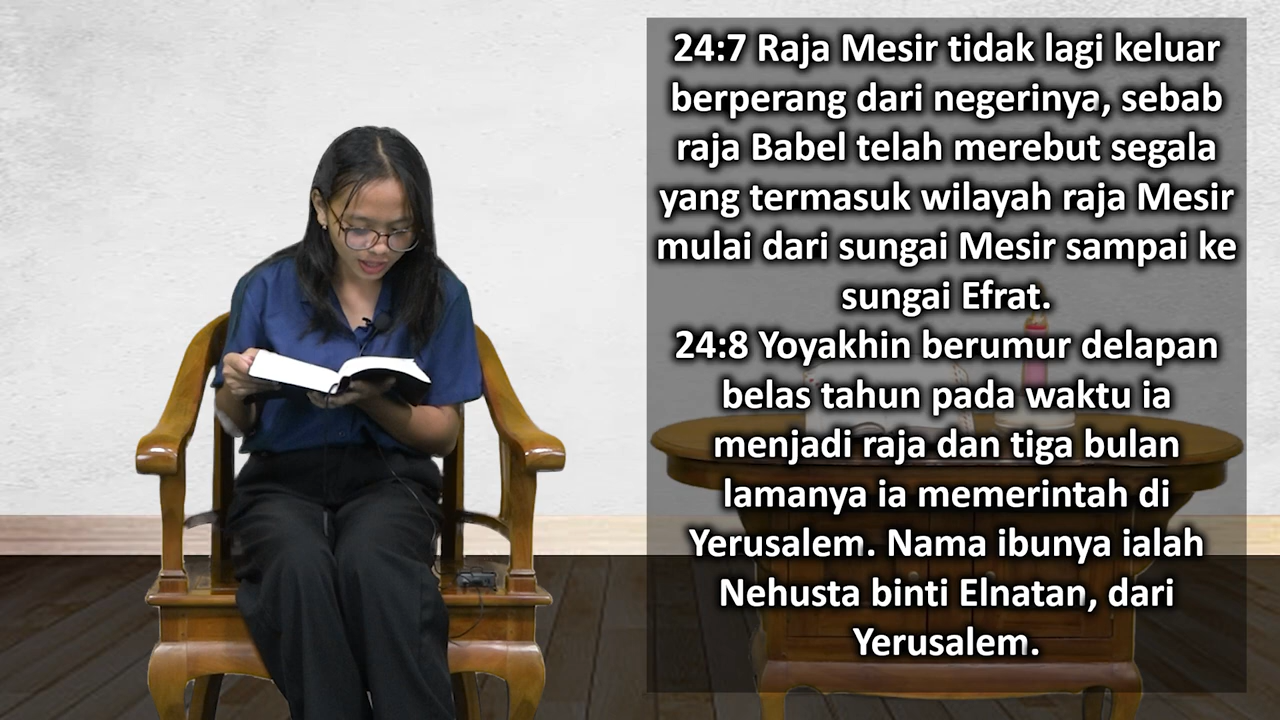 24:7 Raja Mesir tidak lagi keluar
berperang dari negerinya, sebab
raja Babel telah merebut segala
yang termasuk wilayah raja Mesir
mulai dari sungai Mesir sampai ke
sungai Efrat.
24:8 Yoyakhin berumur delapan
belas tahun pada waktu ia
menjadi raja dan tiga bulan
lamanya ia memerintah di
Yerusalem. Nama ibunya ialah
Nehusta binti Elnatan, dari
Yerusalem.